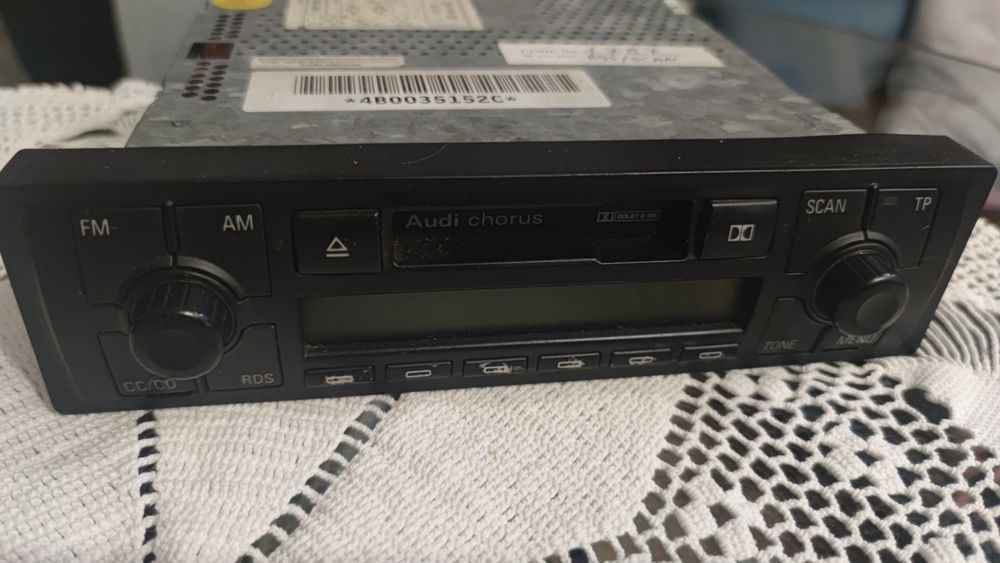 *4B0035152C*
FM
AM
Audi chorus
DOLBY B NR
SCAN
TP
CC/CD
RDS
TONE
MENU